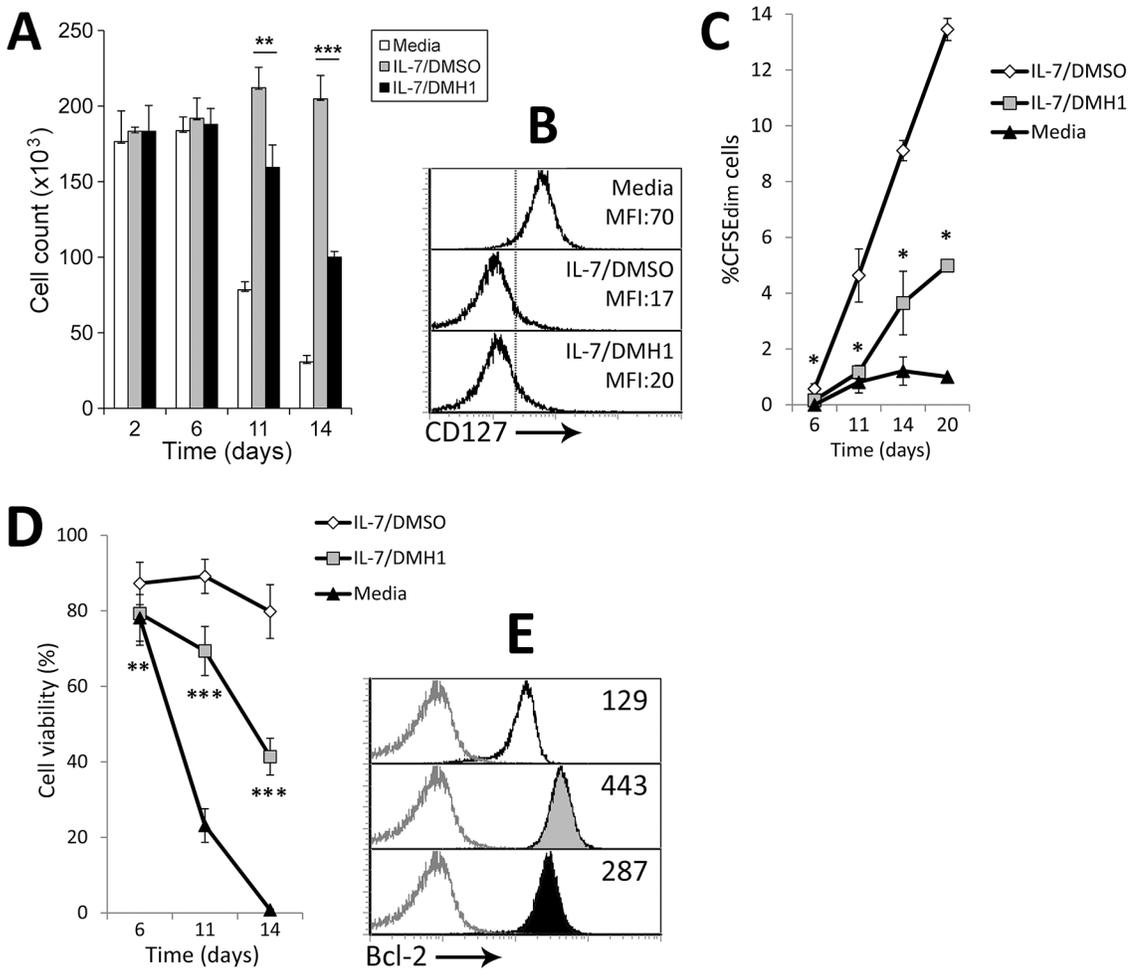 A
250
200
150
100
50
0
Cell count (x10³)
** ***
2 6 11 14
Time (days)
Media
IL-7/DMSO
IL-7/DMH1
B
Media
MFI:70
IL-7/DMSO
MFI:17
IL-7/DMH1
MFI:20
CD127
C
14
12
10
8
6
4
2
0
%CFSEdim cells
* * * *
6 11 14 20
Time (days)
IL-7/DMSO
IL-7/DMH1
Media
D
100
80
60
40
20
0
Cell viability (%)
** *** ***
6 11 14
Time (days)
IL-7/DMSO
IL-7/DMH1
Media
E
129
443
287
Bcl-2